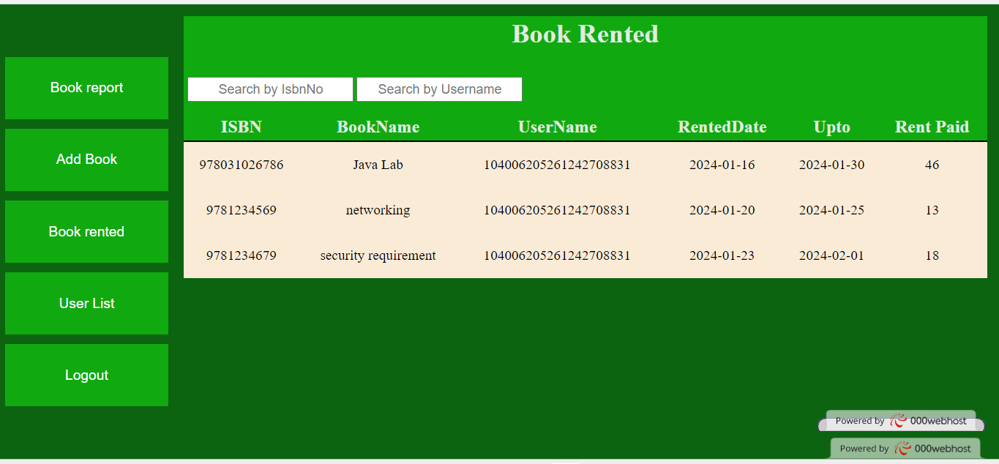 Book Rented
Book report
Add Book
Book rented
User List
Logout
Search by IsbnNo Search by Username
ISBN BookName UserName RentedDate Upto Rent Paid
978031026786 Java Lab 104006205261242708831 2024-01-16 2024-01-30 46
9781234569 networking 104006205261242708831 2024-01-20 2024-01-25 13
9781234679 security requirement 104006205261242708831 2024-01-23 2024-02-01 18
Powered by 000webhost
Powered by 000webhost